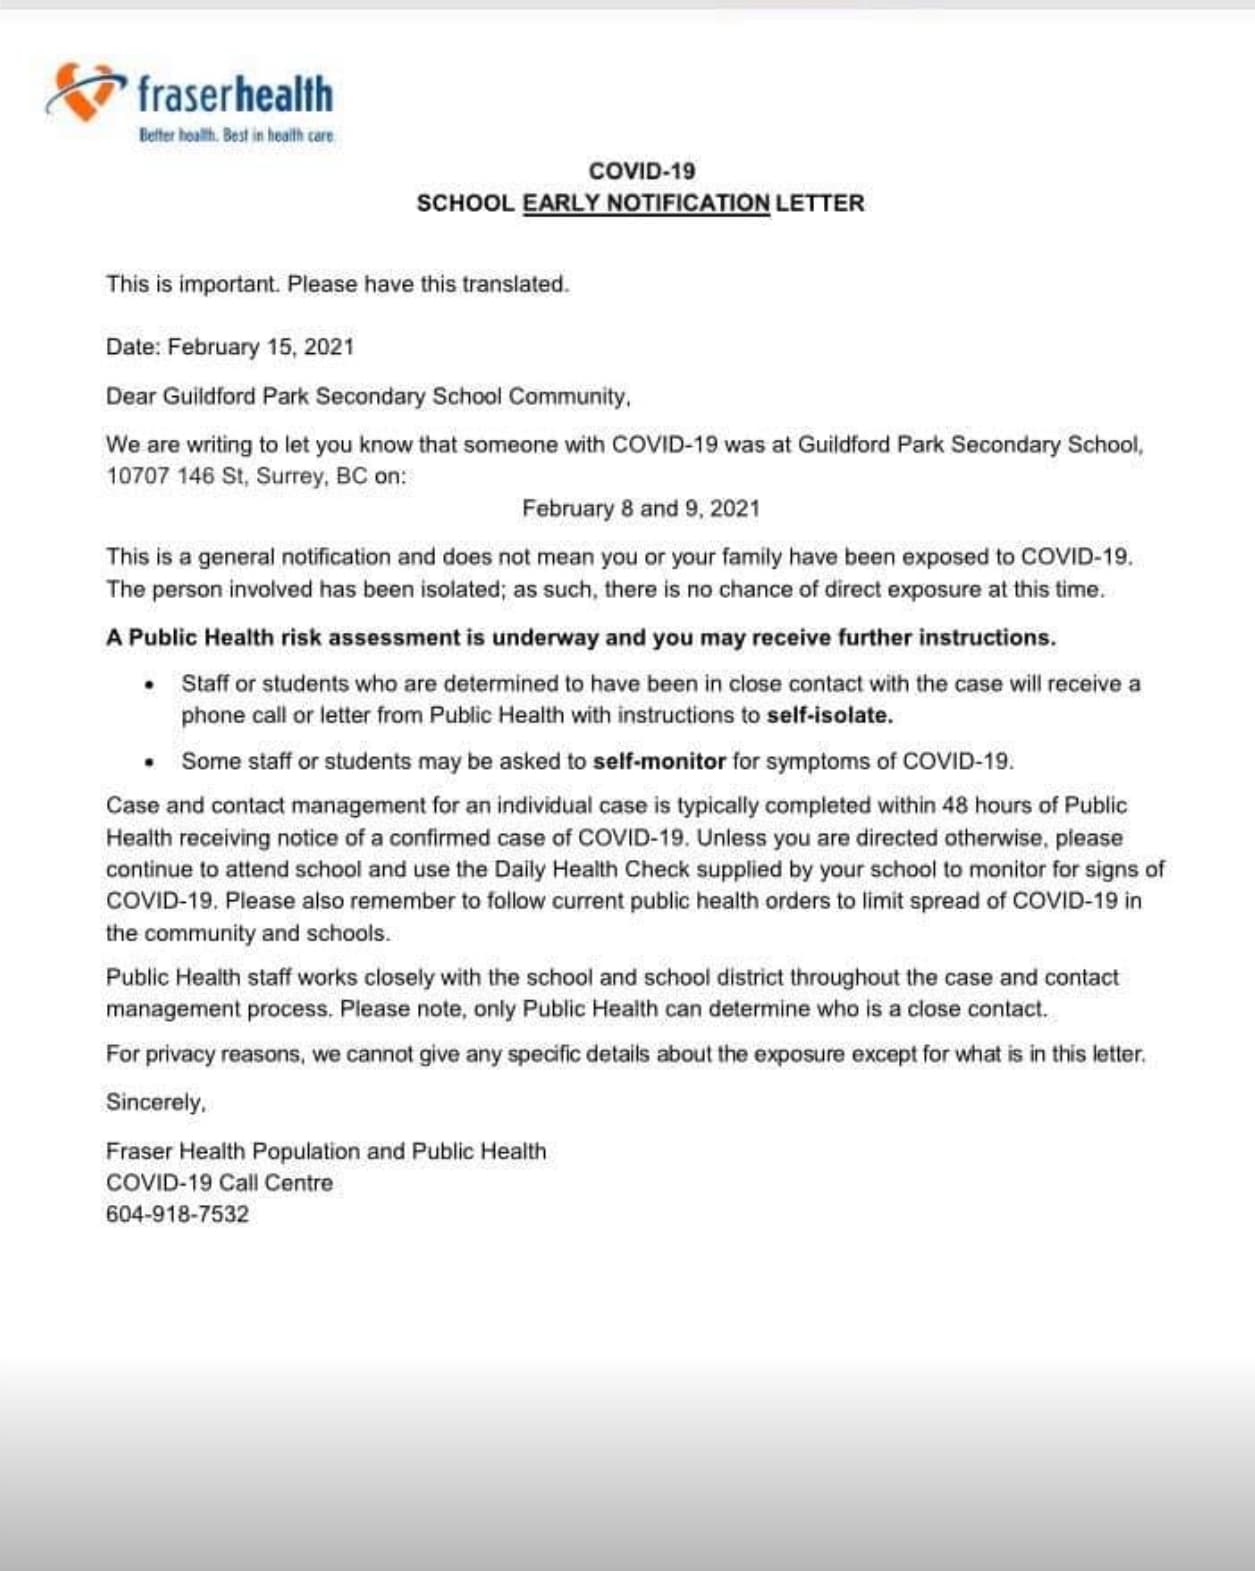 fraserhealth
Better health. Best in health care.
COVID-19
SCHOOL EARLY NOTIFICATION LETTER
This is important. Please have this translated.
Date: February 15, 2021
Dear Guildford Park Secondary School Community,
We are writing to let you know that someone with COVID-19 was at Guildford Park Secondary School,
10707 146 St, Surrey, BC on:
February 8 and 9, 2021
This is a general notification and does not mean you or your family have been exposed to COVID-19.
The person involved has been isolated; as such, there is no chance of direct exposure at this time.
A Public Health risk assessment is underway and you may receive further instructions.
• Staff or students who are determined to have been in close contact with the case will receive a
phone call or letter from Public Health with instructions to self-isolate.
• Some staff or students may be asked to self-monitor for symptoms of COVID-19.
Case and contact management for an individual case is typically completed within 48 hours of Public
Health receiving notice of a confirmed case of COVID-19. Unless you are directed otherwise, please
continue to attend school and use the Daily Health Check supplied by your school to monitor for signs of
COVID-19. Please also remember to follow current public health orders to limit spread of COVID-19 in
the community and schools.
Public Health staff works closely with the school and school district throughout the case and contact
management process. Please note, only Public Health can determine who is a close contact.
For privacy reasons, we cannot give any specific details about the exposure except for what is in this letter.
Sincerely,
Fraser Health Population and Public Health
COVID-19 Call Centre
604-918-7532